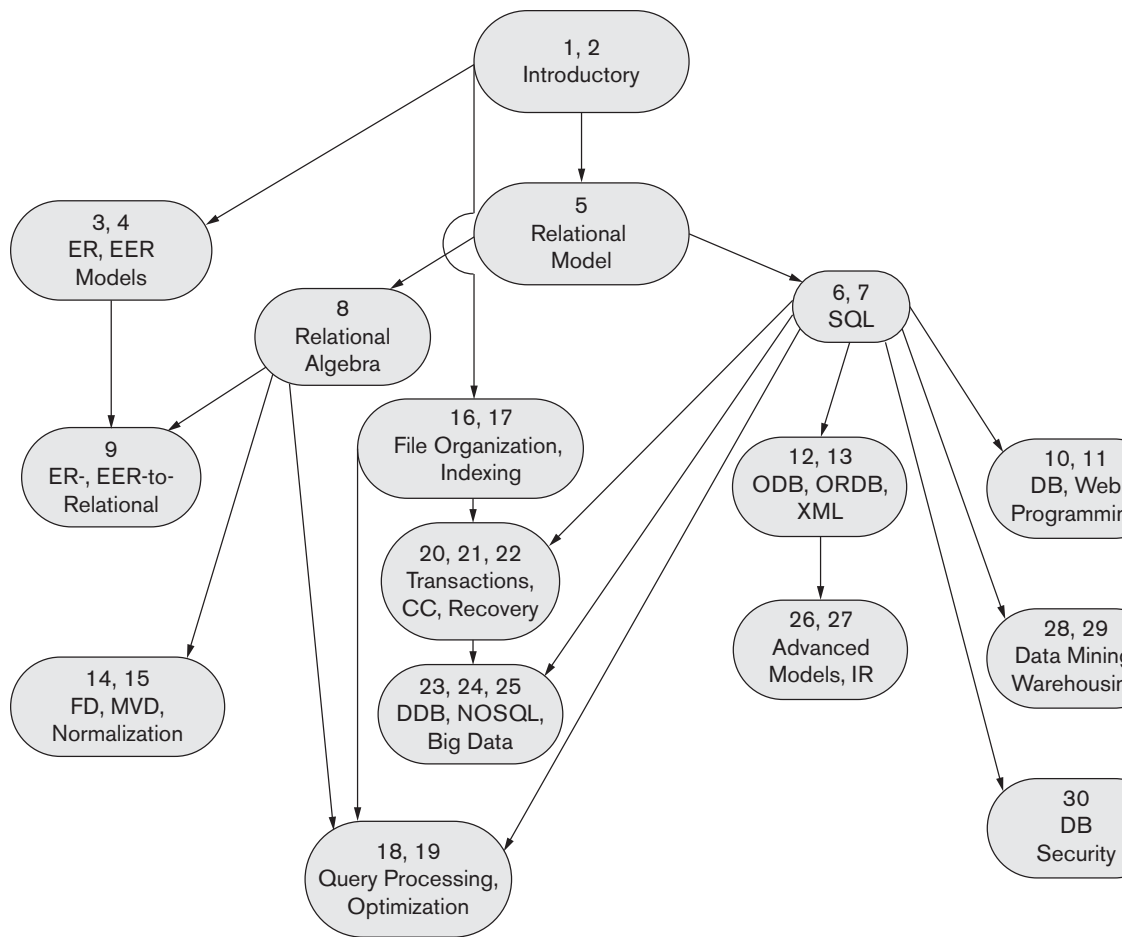 1, 2
Introductory
5
Relational
Model
3, 4
ER, EER
Models
8
Relational
Algebra
6, 7
SQL
9
ER-, EER-to-
Relational
16, 17
File Organization,
Indexing
12, 13
ODB, ORDB,
XML
10, 11
DB, Web
Programming
20, 21, 22
Transactions,
CC, Recovery
26, 27
Advanced
Models, IR
28, 29
Data Mining
Warehousing
14, 15
FD, MVD,
Normalization
23, 24, 25
DDB, NOSQL,
Big Data
30
DB
Security
18, 19
Query Processing,
Optimization